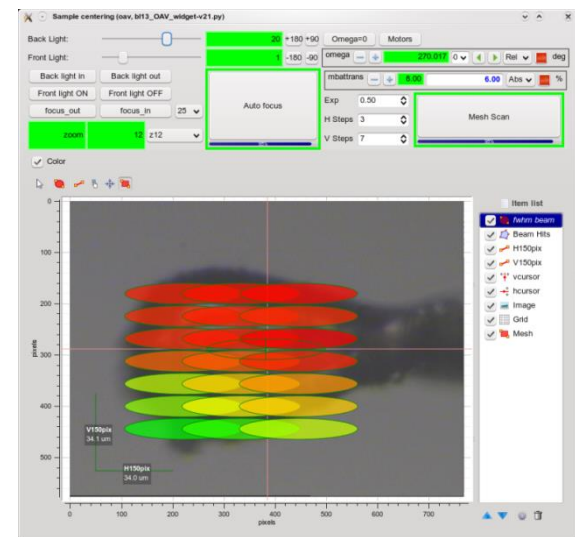 Sample centering (oav, bl13_OAV_widget-v21.py)
Back Light: 20 +180 +90 Omega=0 Motors
Front Light: 1 -180 -90 omega 270.017 .0 Rel deg
Back light in Back light out mbattrans 8.00 6.00 Abs %
Front light ON Front light OFF Auto focus Exp 0.50 Mesh Scan
focus_out focus_in 25 H Steps 3
zoom 12 z12 V Steps 7
Color
Item list
fwhm beam
Beam Hits
H150pix
V150pix
vcursor
hcursor
Image
Grid
Mesh
0
100
200
300
400
500
pixels
V150pix
34.1 um
H150pix
34.0 um
0 100 200 300 400 500 600 700
pixels